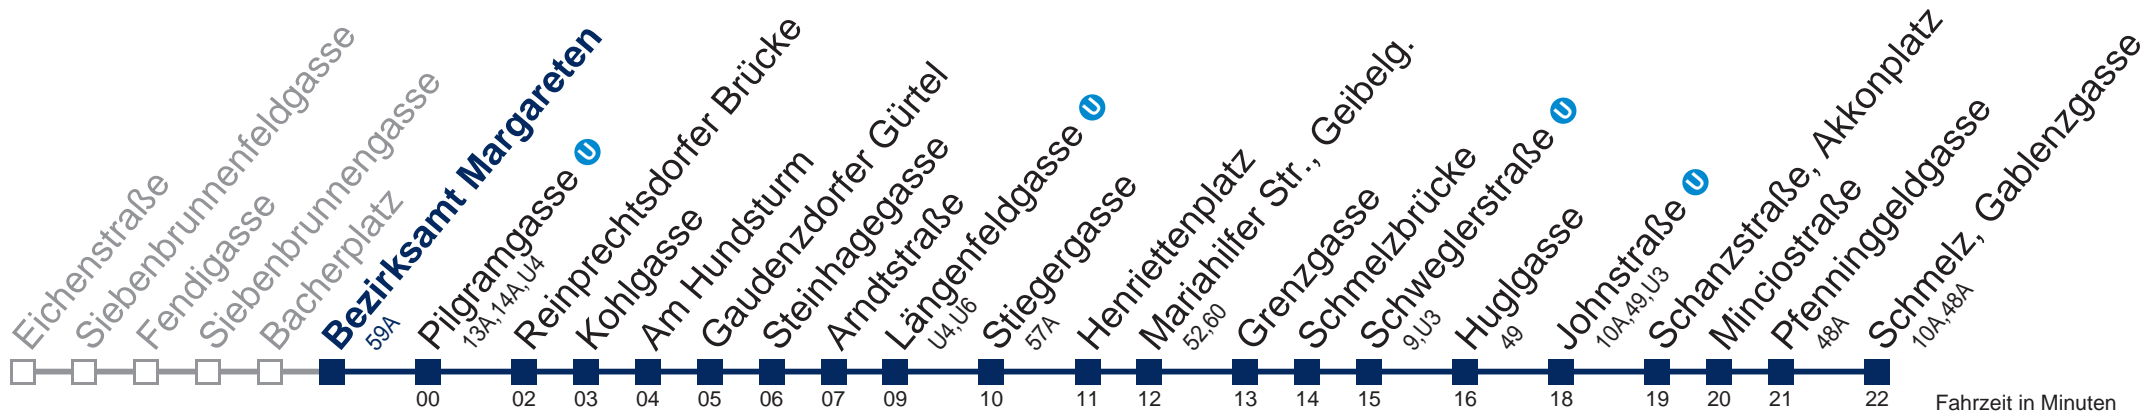 Eichenstraße
Siebenbrunnenfeldgasse
Fendigasse
Siebenbrunnengasse
Bacherplatz
Bezirksamt Margareten
59A
Pilgramgasse U
13A, 14A, U4
Reinprechtsdorfer Brücke
Kohlgasse
Am Hundsturm
Gaudenzdorfer Gürtel
Steinhagegasse
Arndtstraße
Längenfeldgasse U
U4, U6
Stiegergasse
57A
Henriettenplatz
Mariahilfer Str., Geibelg.
52,60
Grenzgasse
Schmelzbrücke
Schweglerstraße U
9,U3
Huglgasse
49
Johnstraße U
10A,49,U3
Schanzstraße, Akkonplatz
Minciostraße
Pfenninggeldgasse
48A
Schmelz, Gablenzgasse
10A,48A
00 02 03 04 05 06 07 09 10 11 12 13 14 15 16 18 19 20 21 22 Fahrzeit in Minuten